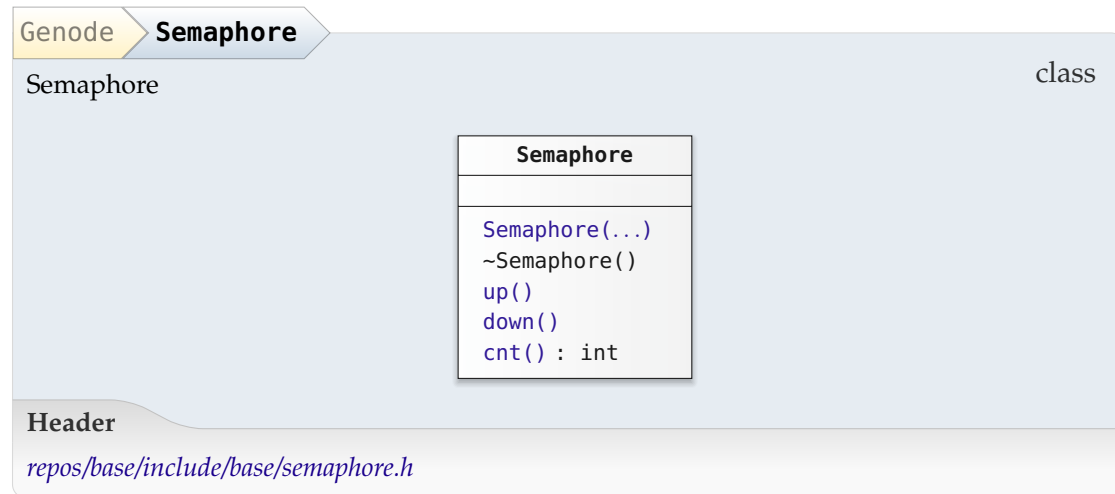 Genode Semaphore
Semaphore class
Semaphore
Semaphore(...)
~Semaphore()
up()
down()
cnt() : int
Header
repos/base/include/base/semaphore.h